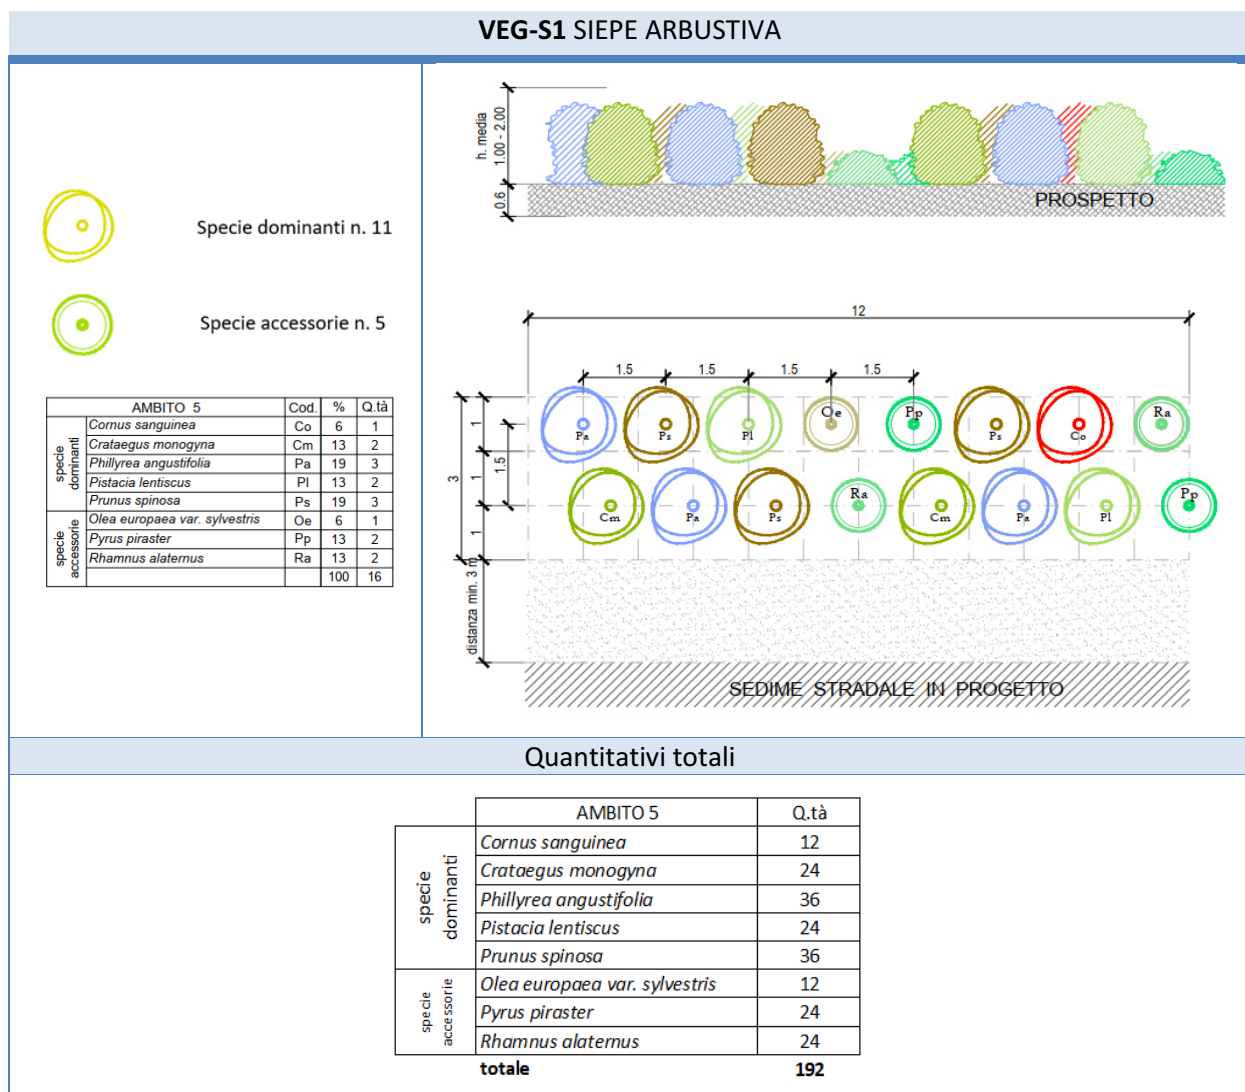 VEG-S1 SIEPE ARBUSTIVA
Specie dominanti n. 11
Specie accessorie n. 5
AMBITO 5 Cod. % Q.tà
specie dominanti
Cornus sanguinea Co 6 1
Crataegus monogyna Cm 13 2
Phillyrea angustifolia Pa 19 3
Pistacia lentiscus Pl 13 2
Prunus spinosa Ps 19 3
specie accessorie
Olea europaea var. sylvestris Oe 6 1
Pyrus piraster Pp 13 2
Rhamnus alaternus Ra 13 2
100 16
h. media
1.00 - 2.00
0.6
PROSPETTO
12
1.5 1.5 1.5 1.5
3
1
1
1
1.5
Pa Ps Pl Oe Pp Ps Co Ra
Cm Pa Ps Ra Cm Pa Pl Pp
distanza min. 3 m
SEDIME STRADALE IN PROGETTO
Quantitativi totali
AMBITO 5 Q.tà
specie dominanti
Cornus sanguinea 12
Crataegus monogyna 24
Phillyrea angustifolia 36
Pistacia lentiscus 24
Prunus spinosa 36
specie accessorie
Olea europaea var. sylvestris 12
Pyrus piraster 24
Rhamnus alaternus 24
totale 192